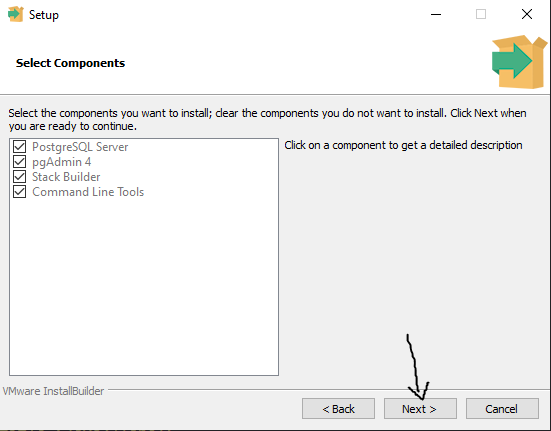 Setup
Select Components
Select the components you want to install; clear the components you do not want to install. Click Next when
you are ready to continue.
PostgreSQL Server
pgAdmin 4
Stack Builder
Command Line Tools
Click on a component to get a detailed description
VMware InstallBuilder
< Back
Next >
Cancel